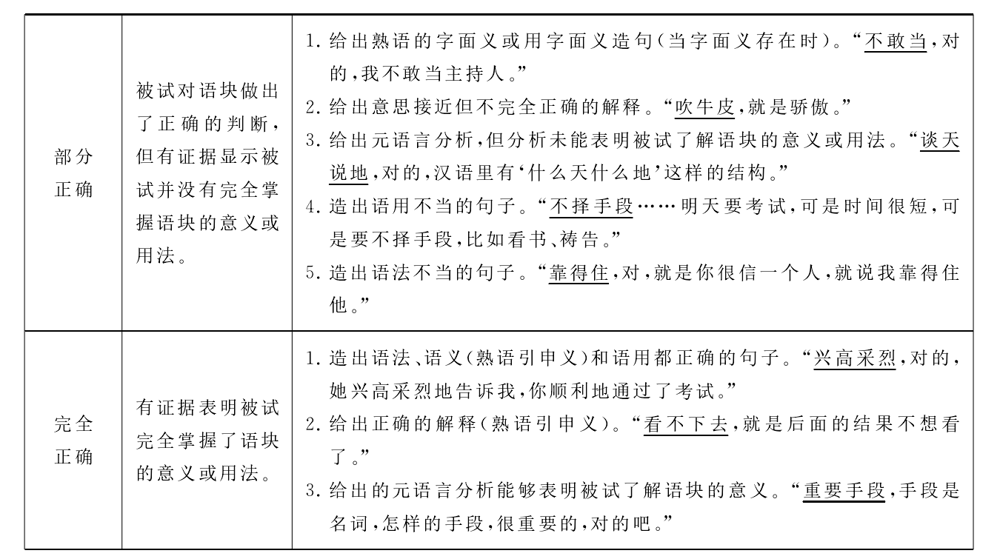 部分
正确
被试对语块做出
了正确的判断，
但有证据显示被
试并没有完全掌
握语块的意义或
用法。
1. 给出熟语的字面义或用字面义造句（当字面义存在时）。“不敢当，对
的，我不敢当主持人。”
2. 给出意思接近但不完全正确的解释。“吹牛皮，就是骄傲。”
3. 给出元语言分析，但分析未能表明被试了解语块的意义或用法。“谈天
说地，对的，汉语里有‘什么天什么地’这样的结构。”
4. 造出语用不当的句子。“不择手段……明天要考试，可是时间很短，可
是要不择手段，比如看书、祷告。”
5. 造出语法不当的句子。“靠得住，对，就是你很信一个人，就说我靠得住
他。”
完全
正确
有证据表明被试
完全掌握了语块
的意义或用法。
1. 造出语法、语义（熟语引申义）和语用都正确的句子。“兴高采烈，对的，
她兴高采烈地告诉我，你顺利地通过了考试。”
2. 给出正确的解释（熟语引申义）。“看不下去，就是后面的结果不想看
了。”
3. 给出的元语言分析能够表明被试了解语块的意义。“重要手段，手段是
名词，怎样的手段，很重要的，对的吧。”